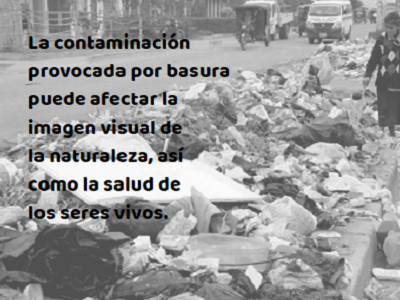 La contaminación
provocada por basura
puede afectar la
imagen visual de
la naturaleza, así
como la salud de
los seres vivos.